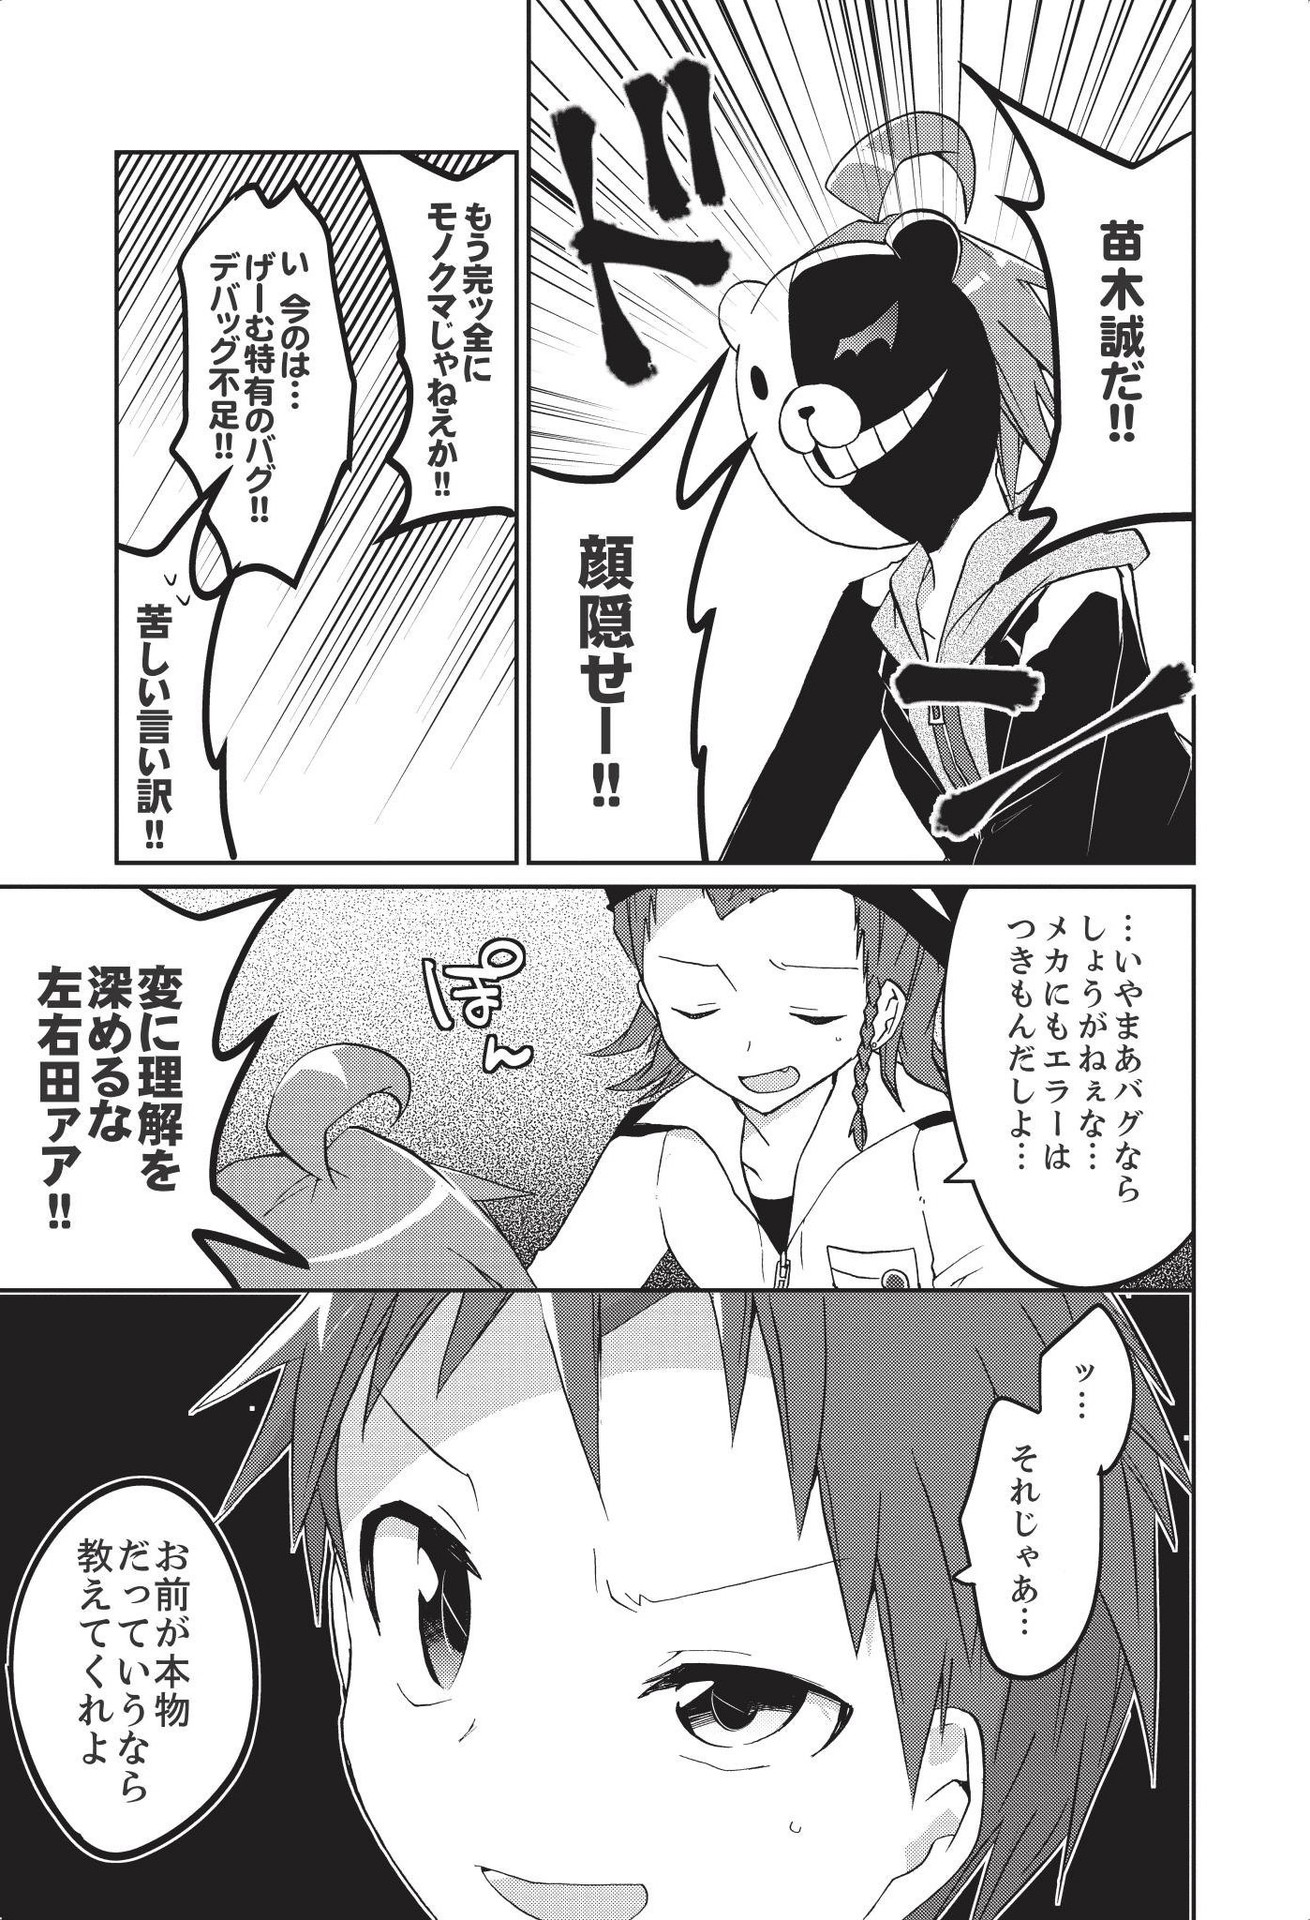 苗木誠だ!!
ドドーン
顔隠せー!!
もう完ッ全に
モノクマじゃねえか!!
い 今のは…
げーむ特有のバグ!!
デバッグ不足!!
苦しい言い訳!!
…いやまあバグなら
しょうがねぇな…
メカにもエラーは
つきもんだしよ…
ぽん
変に理解を
深めるな
左右田ァア!!
ッ…
それじゃあ…
お前が本物
だっていうなら
教えてくれよ